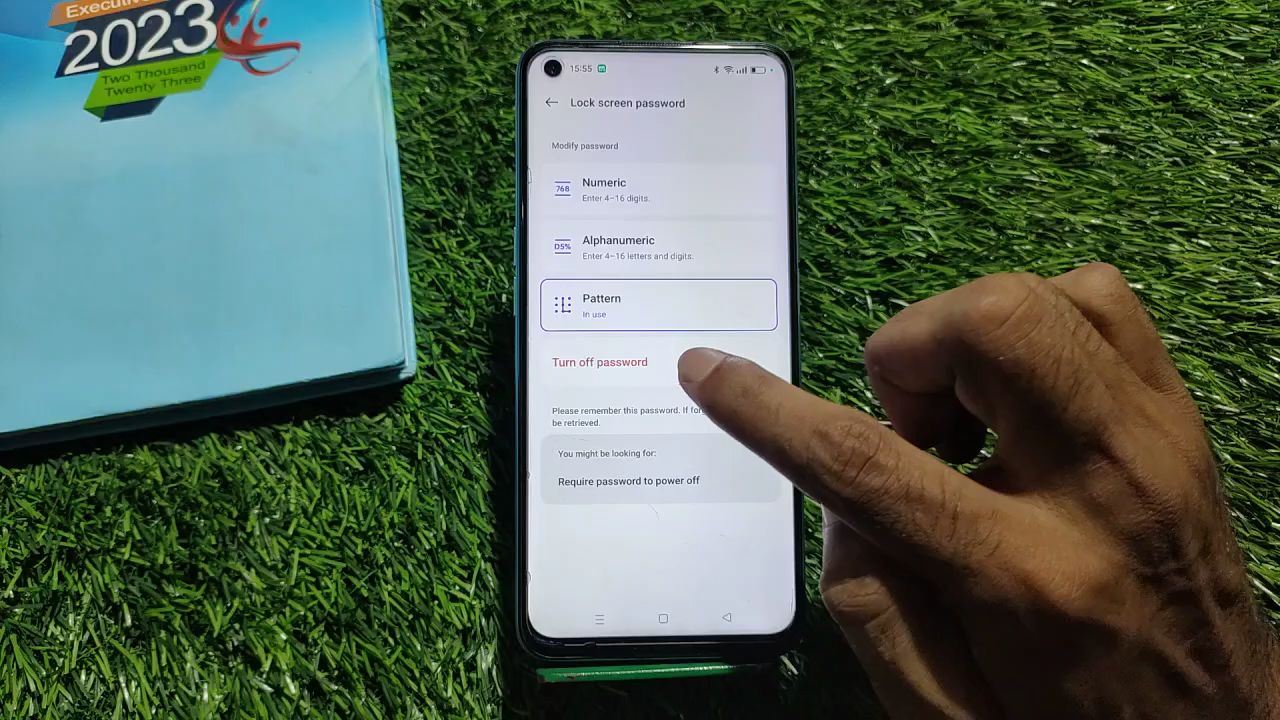 Executive
2023
Two Thousand
Twenty Three
15:55
Lock screen password
Modify password
768
Numeric
Enter 4–16 digits.
D5%
Alphanumeric
Enter 4–16 letters and digits.
Pattern
In use
Turn off password
Please remember this password. If
be retrieved.
You might be looking for:
Require password to power off